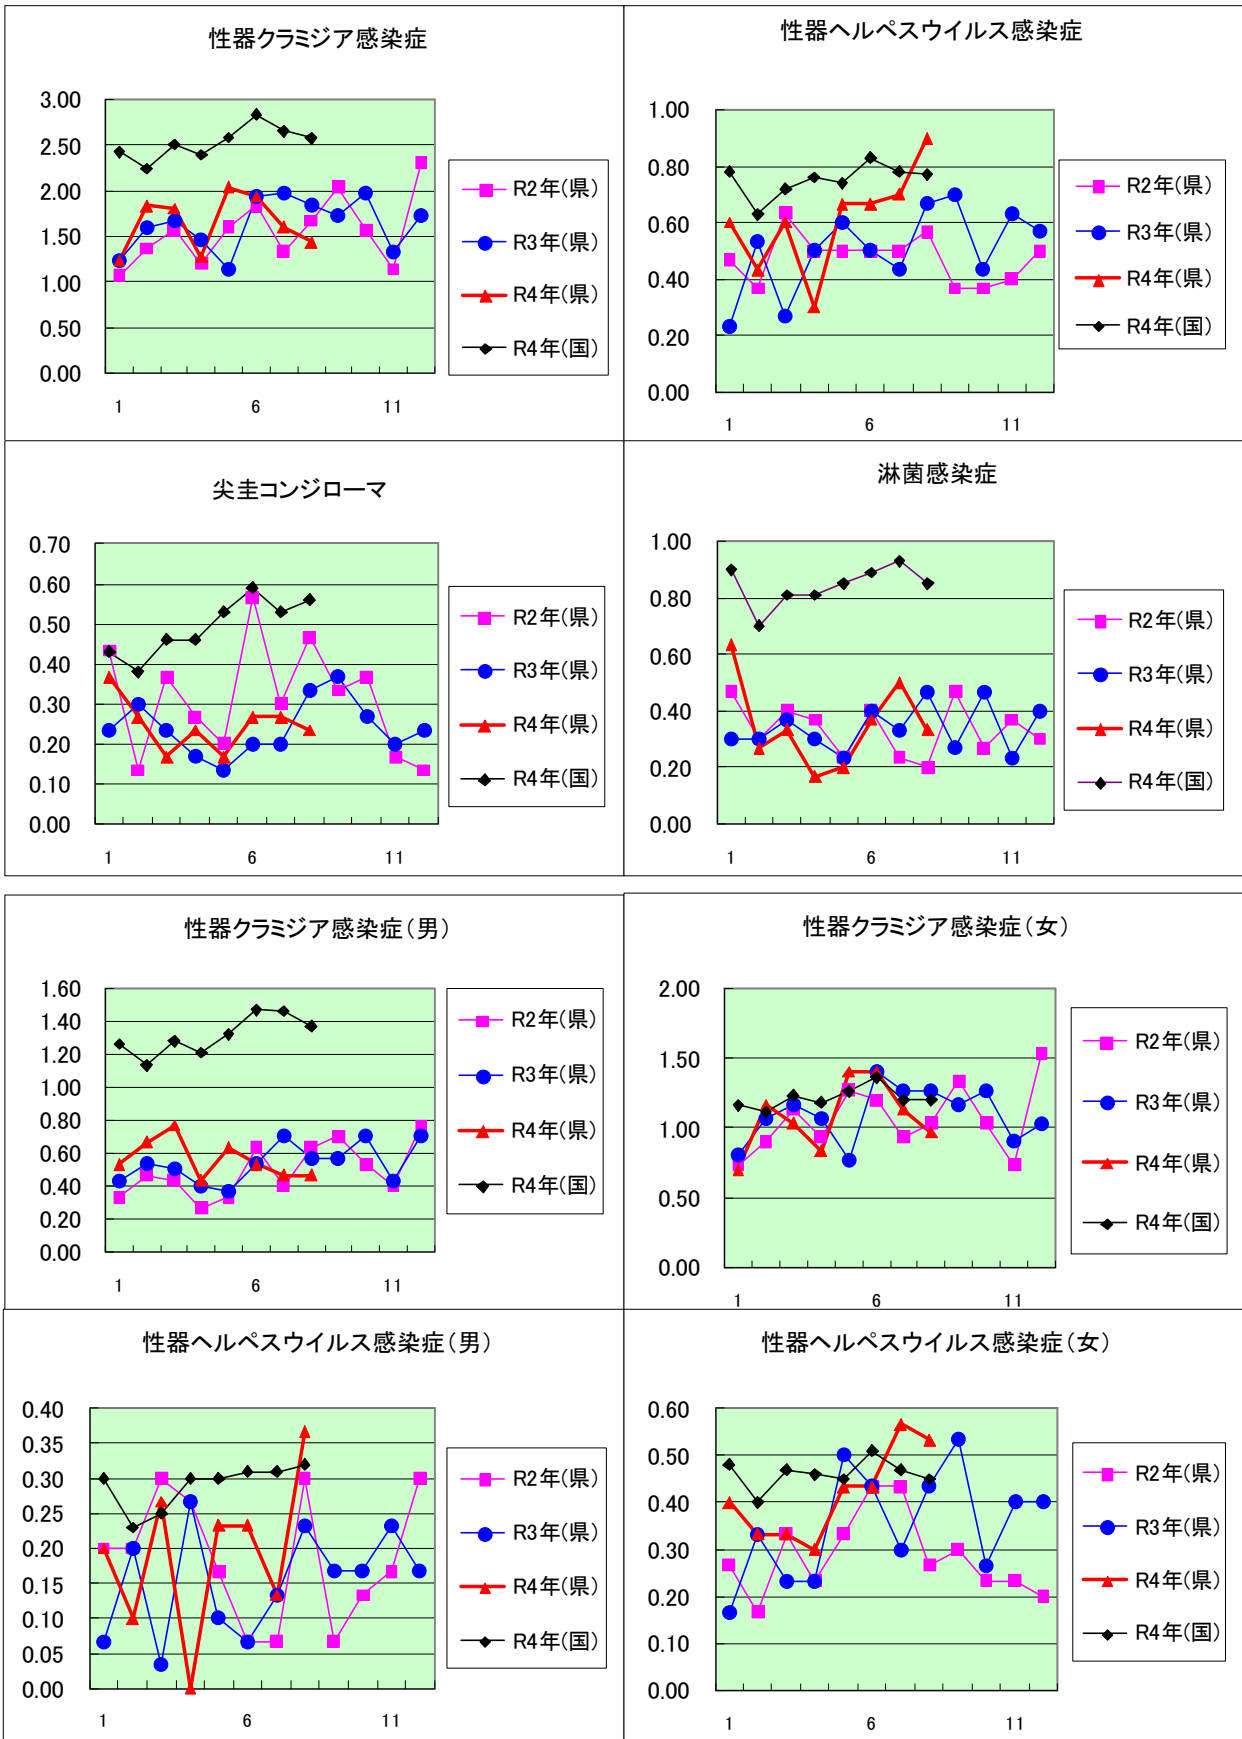 性器クラミジア感染症
3.00
2.50
2.00
1.50
1.00
0.50
0.00
1 6 11
R2年(県)
R3年(県)
R4年(県)
R4年(国)
性器ヘルペスウイルス感染症
1.00
0.80
0.60
0.40
0.20
0.00
1 6 11
R2年(県)
R3年(県)
R4年(県)
R4年(国)
尖圭コンジローマ
0.70
0.60
0.50
0.40
0.30
0.20
0.10
0.00
1 6 11
R2年(県)
R3年(県)
R4年(県)
R4年(国)
淋菌感染症
1.00
0.80
0.60
0.40
0.20
0.00
1 6 11
R2年(県)
R3年(県)
R4年(県)
R4年(国)
性器クラミジア感染症(男)
1.60
1.40
1.20
1.00
0.80
0.60
0.40
0.20
0.00
1 6 11
R2年(県)
R3年(県)
R4年(県)
R4年(国)
性器クラミジア感染症(女)
2.00
1.50
1.00
0.50
0.00
1 6 11
R2年(県)
R3年(県)
R4年(県)
R4年(国)
性器ヘルペスウイルス感染症(男)
0.40
0.35
0.30
0.25
0.20
0.15
0.10
0.05
0.00
1 6 11
R2年(県)
R3年(県)
R4年(県)
R4年(国)
性器ヘルペスウイルス感染症(女)
0.60
0.50
0.40
0.30
0.20
0.10
0.00
1 6 11
R2年(県)
R3年(県)
R4年(県)
R4年(国)